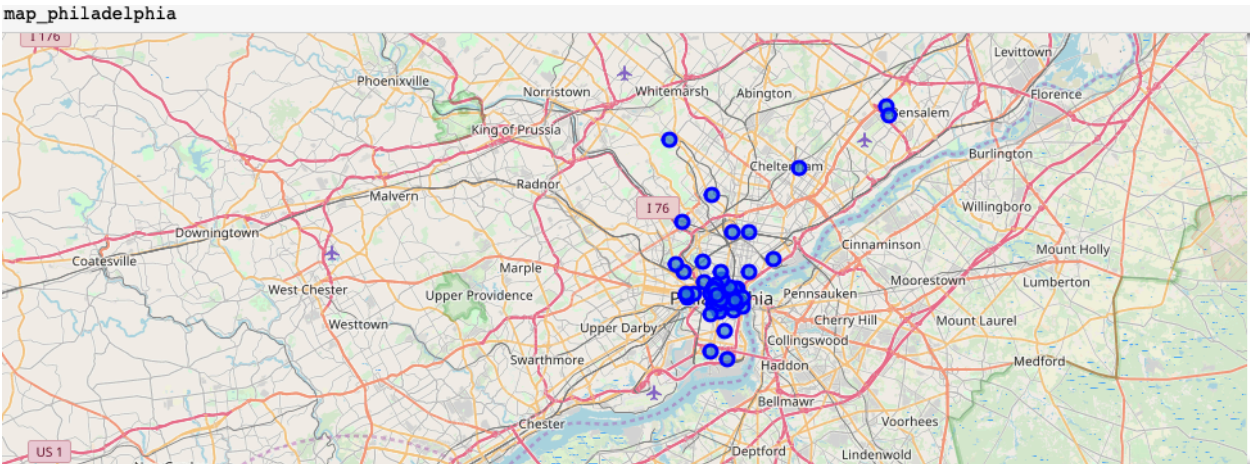 map_philadelphia
I 176
Levittown
Phoenixville
Norristown
Whitemarsh
Abington
Florence
Bensalem
King of Prussia
Burlington
Cheltenham
Radnor
Malvern
I 76
Willingboro
Downingtown
Cinnaminson
Mount Holly
Coatesville
Marple
Moorestown
Lumberton
West Chester
Upper Providence
Pennsauken
Philadelphia
Westtown
Upper Darby
Cherry Hill
Mount Laurel
Collingswood
Swarthmore
Haddon
Medford
Bellmawr
Chester
Voorhees
US 1
Deptford
Lindenwold